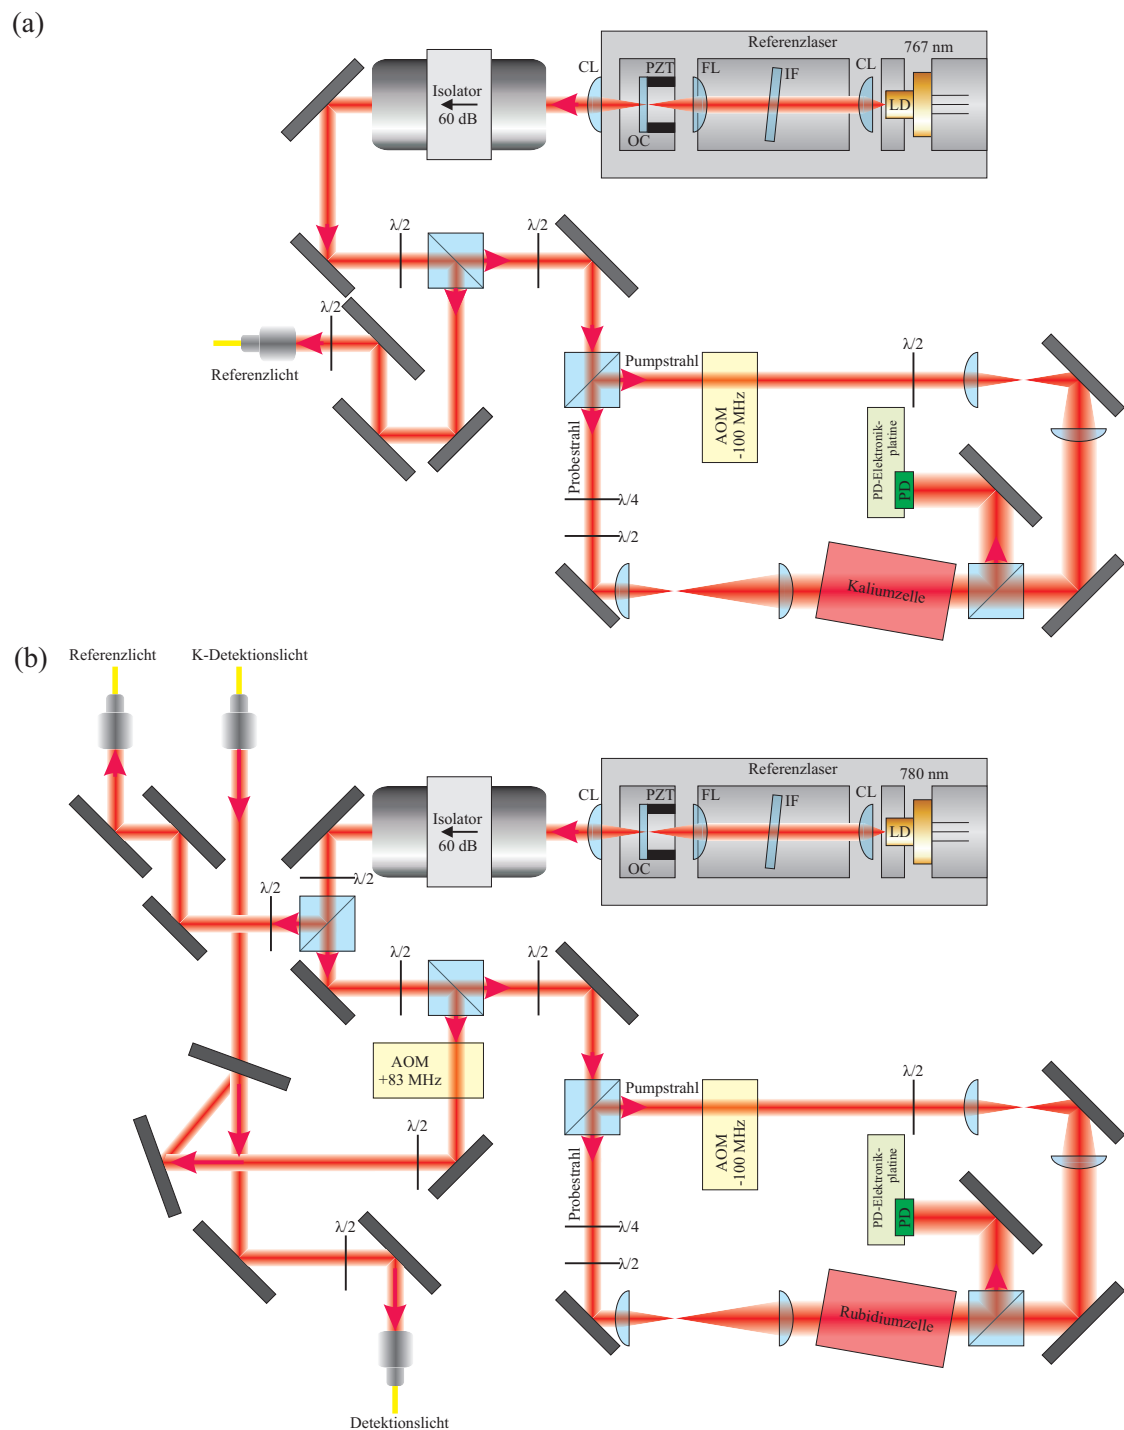 (a)
Referenzlaser
767 nm
CL
PZT
FL
IF
CL
LD
OC
Isolator
60 dB
λ/2
λ/2
λ/2
Referenzlicht
Pumpstrahl
AOM
-100 MHz
λ/2
Probestrahl
PD-Elektronik-
platine
PD
λ/4
λ/2
Kaliumzelle
(b)
Referenzlicht
K-Detektionslicht
Referenzlaser
780 nm
CL
PZT
FL
IF
CL
LD
OC
Isolator
60 dB
λ/2
λ/2
λ/2
λ/2
AOM
+83 MHz
Pumpstrahl
AOM
-100 MHz
λ/2
λ/2
Probestrahl
PD-Elektronik-
platine
PD
λ/4
λ/2
λ/2
Rubidiumzelle
Detektionslicht